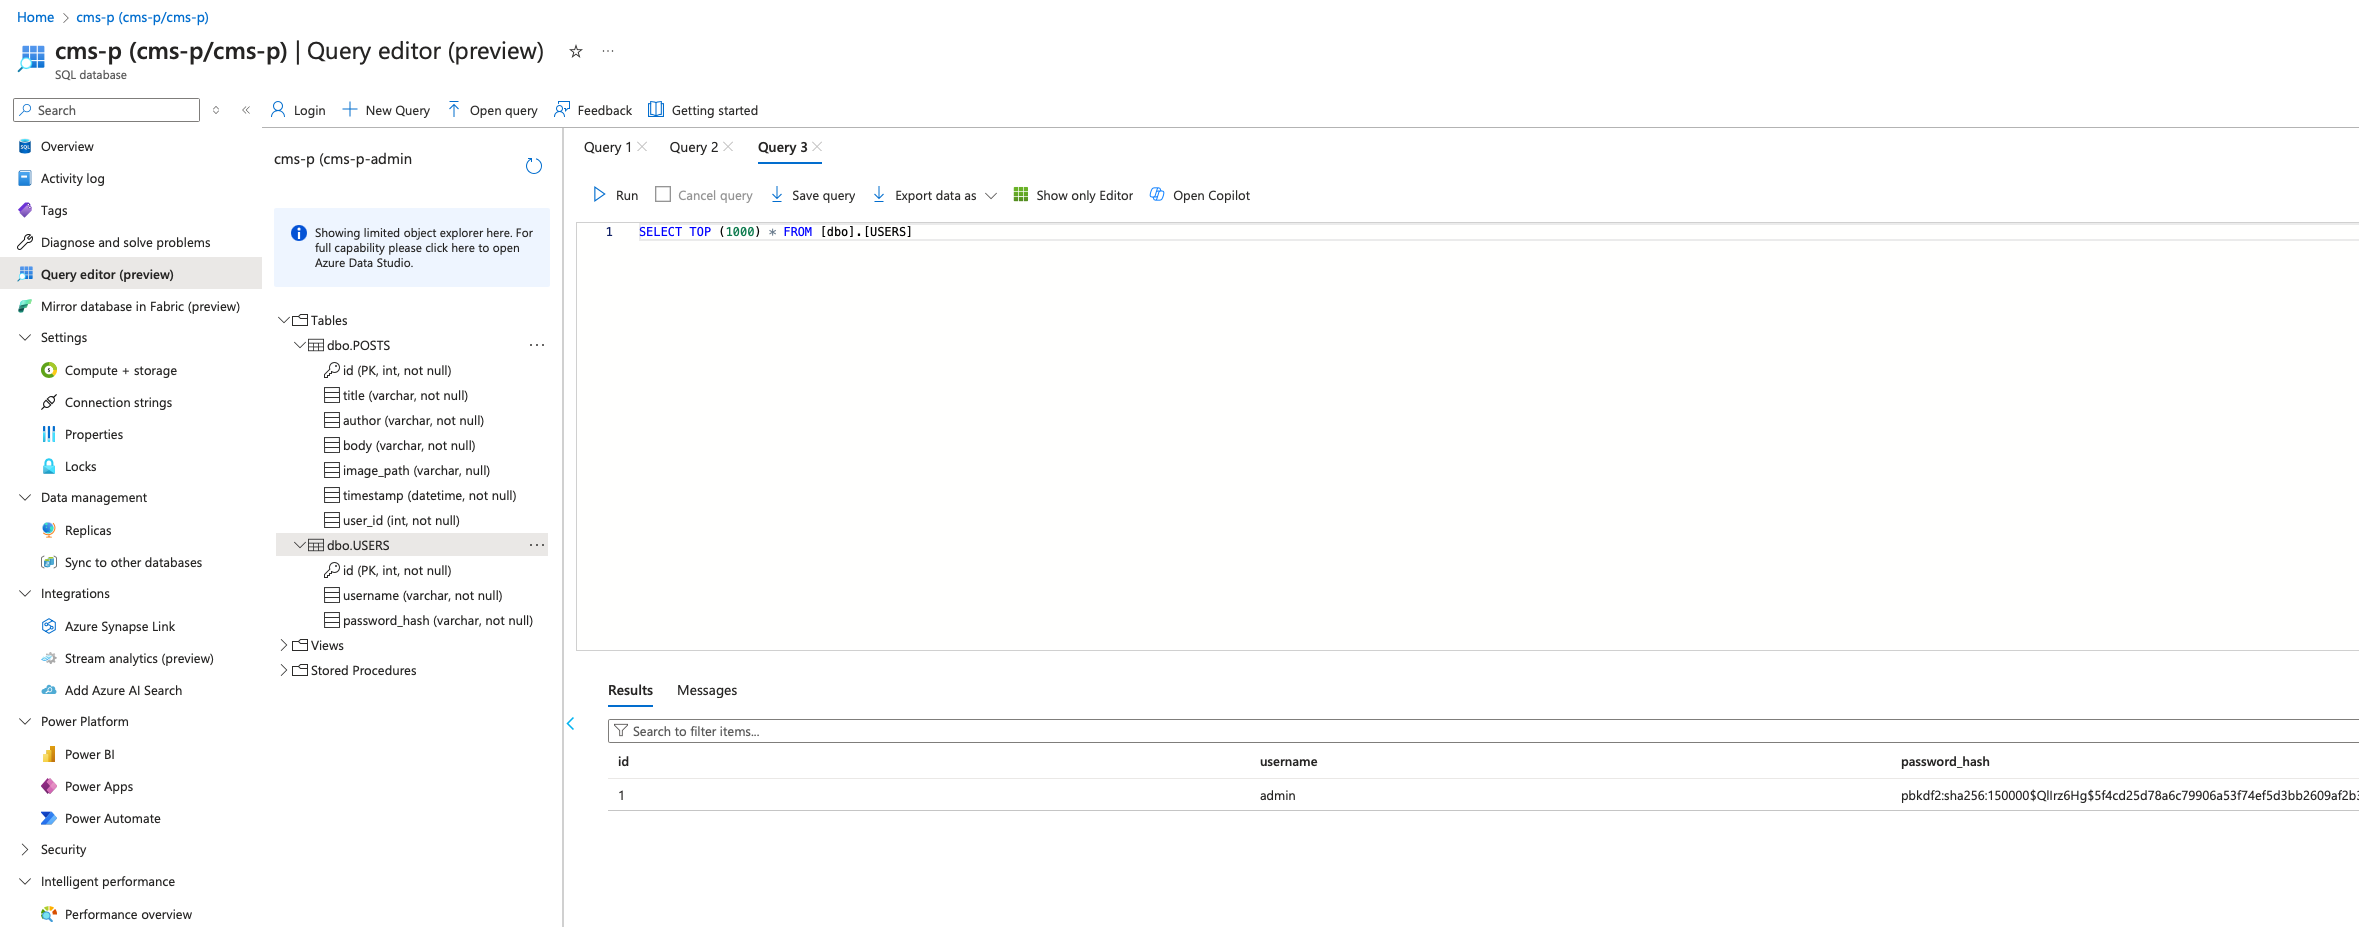 Home > cms-p (cms-p/cms-p)
cms-p (cms-p/cms-p) | Query editor (preview)
SQL database
Search
Overview
Activity log
Tags
Diagnose and solve problems
Query editor (preview)
Mirror database in Fabric (preview)
Settings
Compute + storage
Connection strings
Properties
Locks
Data management
Replicas
Sync to other databases
Integrations
Azure Synapse Link
Stream analytics (preview)
Add Azure AI Search
Power Platform
Power BI
Power Apps
Power Automate
Security
Intelligent performance
Performance overview
Login
New Query
Open query
Feedback
Getting started
cms-p (cms-p-admin
Showing limited object explorer here. For
full capability please click here to open
Azure Data Studio.
Tables
dbo.POSTS
id (PK, int, not null)
title (varchar, not null)
author (varchar, not null)
body (varchar, not null)
image_path (varchar, null)
timestamp (datetime, not null)
user_id (int, not null)
dbo.USERS
id (PK, int, not null)
username (varchar, not null)
password_hash (varchar, not null)
Views
Stored Procedures
Query 1
Query 2
Query 3
Run
Cancel query
Save query
Export data as
Show only Editor
Open Copilot
1 SELECT TOP (1000) * FROM [dbo].[USERS]
Results
Messages
Search to filter items...
id username password_hash
1 admin pbkdf2:sha256:150000$QlIrz6Hg$5f4cd25d78a6c79906a53f74ef5d3bb2609af2b3